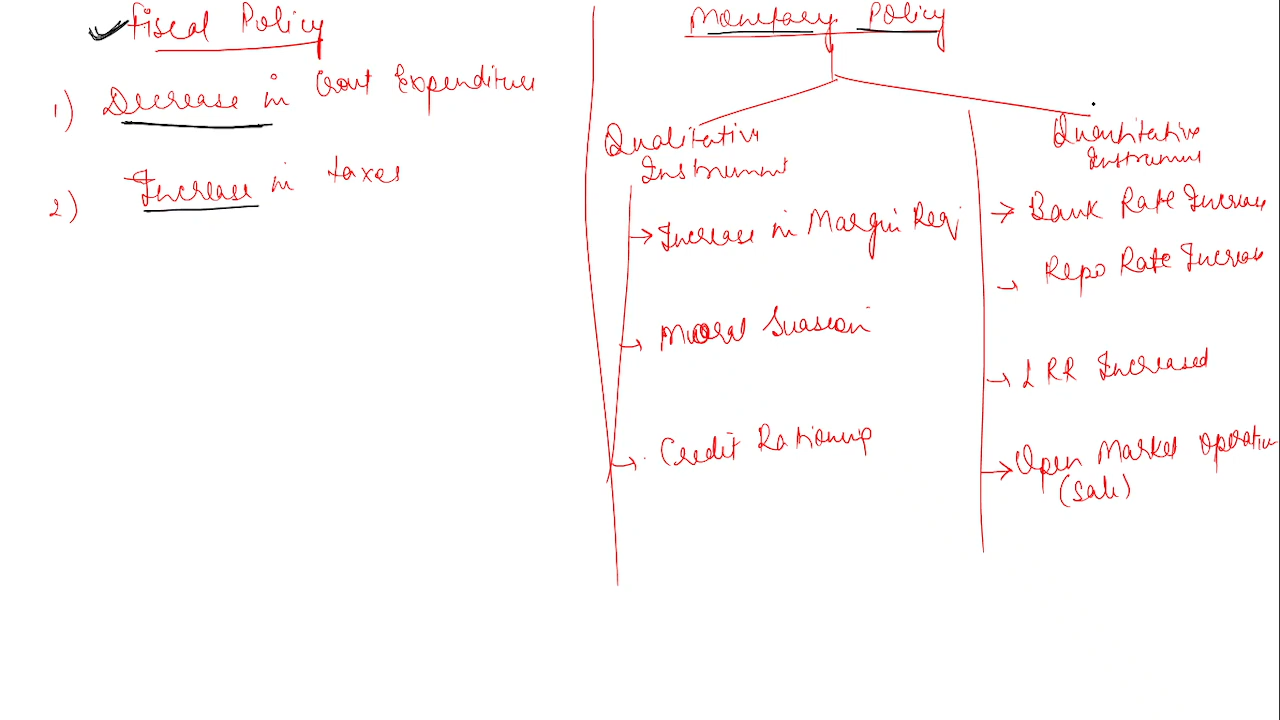 Fiscal Policy
1) Decrease in Govt Expenditure
2) Increase in taxes
Monetary Policy
Qualitative
Instrument
→ Increase in Margin Req
→ Moral Suasion
→ Credit Rationing
Quantitative
Instrument
→ Bank Rate Increase
→ Repo Rate Increase
→ LRR Increased
→ Open Market Operation
(Sale)